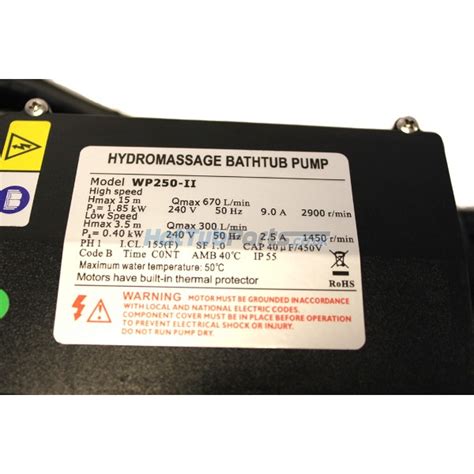 HYDROMASSAGE BATHTUB PUMP
Model WP250-II
High speed
Hmax 15 m Qmax 670 L/min
P₁ = 1.85 kW 240 V 50 Hz 9.0 A 2900 r/min
Low Speed
Hmax 3.5 m Qmax 300 L/min
P₁ = 0.40 kW 240 V 50 Hz 2.5 A 1450 r/min
PH 1 I.CL. 155(F) SF 1.0 CAP 40μF/450V
Code B Time CONT AMB 40℃ IP 55
Maximum water temperature: 50℃
Motors have built-in thermal protector
RoHS
WARNING
MOTOR MUST BE GROUNDED INACCORDANCE
WITH LOCAL AND NATIONAL ELECTRIC CODES.
COMPONENT COVER MUST BE IN PLACE BEFORE OPERATING
TO PREVENT ELECTRICAL SHOCK OR INJURY.
DO NOT RUN PUMP DRY.